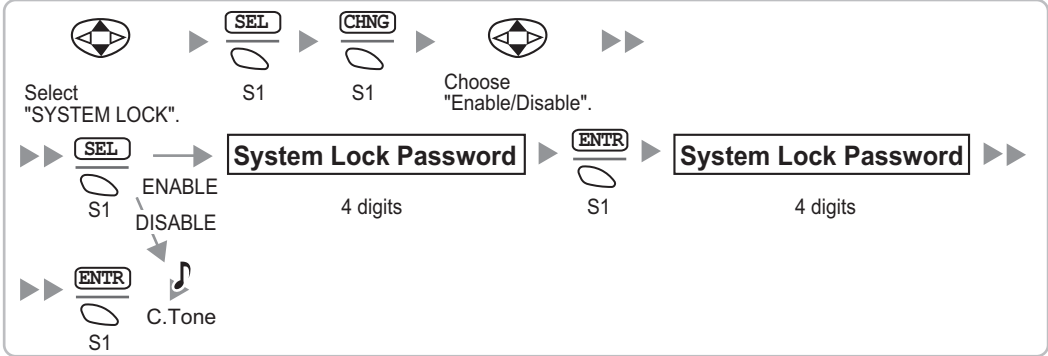 SEL CHNG
Select
"SYSTEM LOCK".
S1 S1
Choose
"Enable/Disable".
SEL
System Lock Password
ENTR
System Lock Password
S1
ENABLE
DISABLE
4 digits S1 4 digits
ENTR
C.Tone
S1